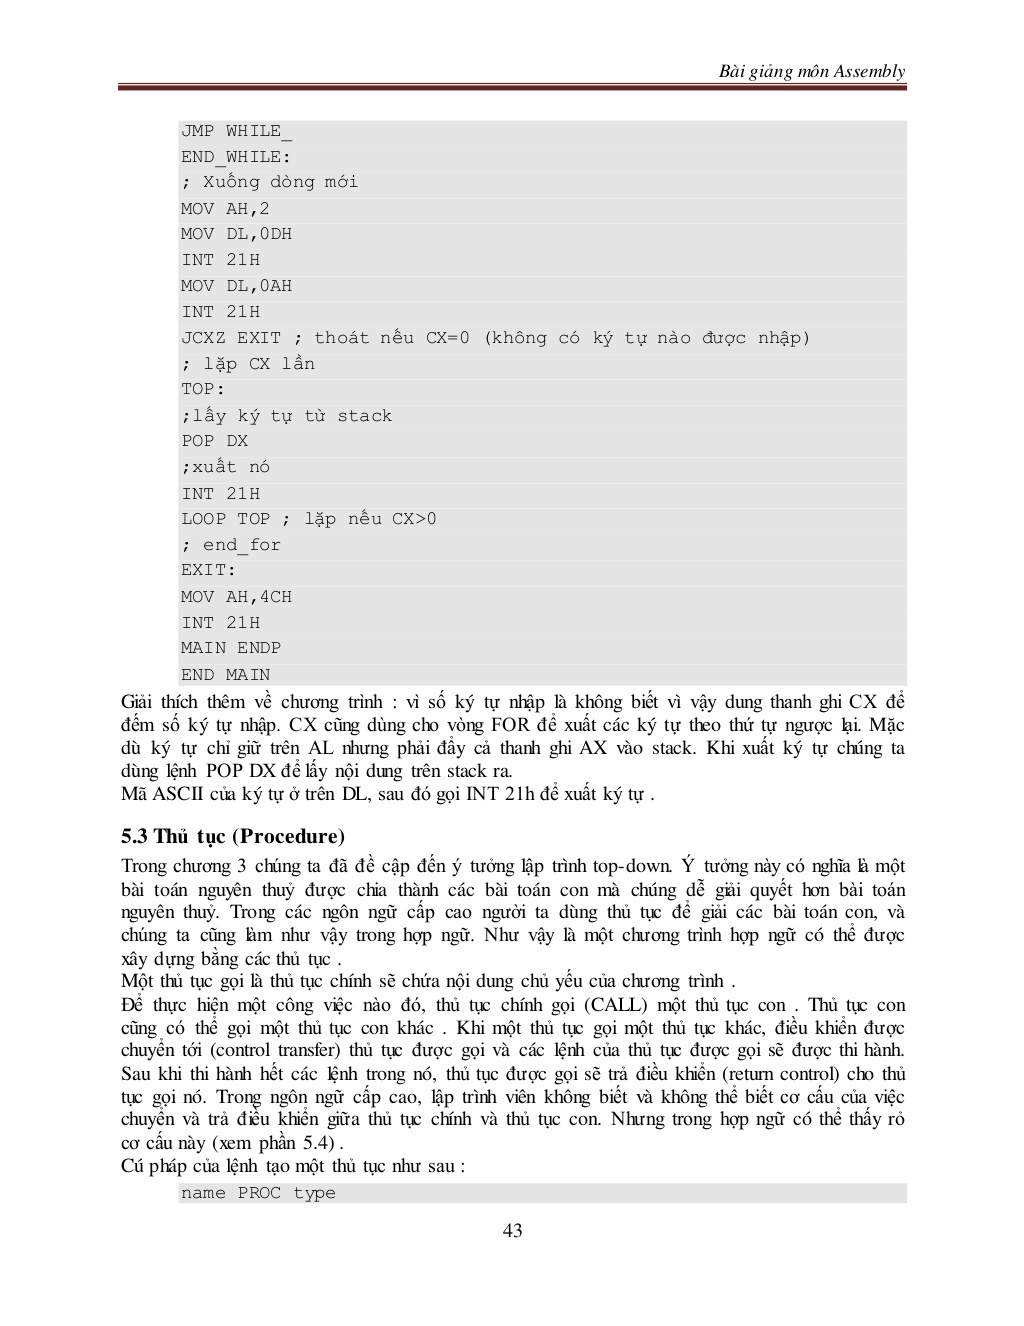 Bài giảng môn Assembly
JMP WHILE_
END_WHILE:
; Xuống dòng mới
MOV AH,2
MOV DL,0DH
INT 21H
MOV DL,0AH
INT 21H
JCXZ EXIT ; thoát nếu CX=0 (không có ký tự nào được nhập)
; lặp CX lần
TOP:
;lấy ký tự từ stack
POP DX
;xuất nó
INT 21H
LOOP TOP ; lặp nếu CX>0
; end_for
EXIT:
MOV AH,4CH
INT 21H
MAIN ENDP
END MAIN
Giải thích thêm về chương trình : vì số ký tự nhập là không biết vì vậy dung thanh ghi CX để
đếm số ký tự nhập. CX cũng dùng cho vòng FOR để xuất các ký tự theo thứ tự ngược lại. Mặc
dù ký tự chỉ giữ trên AL nhưng phải đẩy cả thanh ghi AX vào stack. Khi xuất ký tự chúng ta
dùng lệnh POP DX để lấy nội dung trên stack ra.
Mã ASCII của ký tự ở trên DL, sau đó gọi INT 21h để xuất ký tự .
5.3 Thủ tục (Procedure)
Trong chương 3 chúng ta đã đề cập đến ý tưởng lập trình top-down. Ý tưởng này có nghĩa là một
bài toán nguyên thuỷ được chia thành các bài toán con mà chúng dễ giải quyết hơn bài toán
nguyên thuỷ. Trong các ngôn ngữ cấp cao người ta dùng thủ tục để giải các bài toán con, và
chúng ta cũng làm như vậy trong hợp ngữ. Như vậy là một chương trình hợp ngữ có thể được
xây dựng bằng các thủ tục .
Một thủ tục gọi là thủ tục chính sẽ chứa nội dung chủ yếu của chương trình .
Để thực hiện một công việc nào đó, thủ tục chính gọi (CALL) một thủ tục con . Thủ tục con
cũng có thể gọi một thủ tục con khác . Khi một thủ tục gọi một thủ tục khác, điều khiển được
chuyển tới (control transfer) thủ tục được gọi và các lệnh của thủ tục được gọi sẽ được thi hành.
Sau khi thi hành hết các lệnh trong nó, thủ tục được gọi sẽ trả điều khiển (return control) cho thủ
tục gọi nó. Trong ngôn ngữ cấp cao, lập trình viên không biết và không thể biết cơ cấu của việc
chuyển và trả điều khiển giữa thủ tục chính và thủ tục con. Nhưng trong hợp ngữ có thể thấy rỏ
cơ cấu này (xem phần 5.4) .
Cú pháp của lệnh tạo một thủ tục như sau :
name PROC type
43